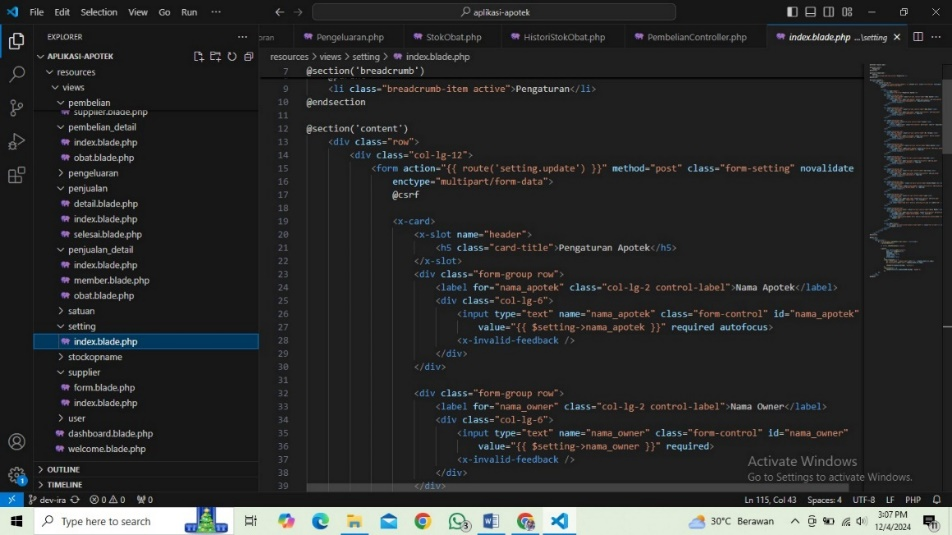 File Edit Selection View Go Run ···
aplikasi-apotek
EXPLORER
Pengeluaran.php
StokObat.php
HistoriStokObat.php
PembelianController.php
index.blade.php ...\setting
APLIKASI-APOTEK
resources > views > setting > index.blade.php
resources
views
pembelian
supplier.blade.php
pembelian_detail
index.blade.php
obat.blade.php
pengeluaran
penjualan
detail.blade.php
index.blade.php
selesai.blade.php
penjualan_detail
index.blade.php
member.blade.php
obat.blade.php
satuan
setting
index.blade.php
stockopname
supplier
form.blade.php
index.blade.php
user
dashboard.blade.php
welcome.blade.php
OUTLINE
TIMELINE
7 @section('breadcrumb')
9 <li class="breadcrumb-item active">Pengaturan</li>
10 @endsection
11
12 @section('content')
13 <div class="row">
14 <div class="col-lg-12">
15 <form action="{{ route('setting.update') }}" method="post" class="form-setting" novalidate
16 enctype="multipart/form-data">
17 @csrf
18
19 <x-card>
20 <x-slot name="header">
21 <h5 class="card-title">Pengaturan Apotek</h5>
22 </x-slot>
23 <div class="form-group row">
24 <label for="nama_apotek" class="col-lg-2 control-label">Nama Apotek</label>
25 <div class="col-lg-6">
26 <input type="text" name="nama_apotek" class="form-control" id="nama_apotek"
27 value="{{ $setting->nama_apotek }}" required autofocus>
28 <x-invalid-feedback />
29 </div>
30 </div>
31
32 <div class="form-group row">
33 <label for="nama_owner" class="col-lg-2 control-label">Nama Owner</label>
34 <div class="col-lg-6">
35 <input type="text" name="nama_owner" class="form-control" id="nama_owner"
36 value="{{ $setting->nama_owner }}" required>
37 <x-invalid-feedback />
38 </div>
39 </div>
Activate Windows
Go to Settings to activate Windows.
dev-ira 0 0 0
Ln 115, Col 43 Spaces: 4 UTF-8 LF PHP
Type here to search
30°C Berawan
3:07 PM
12/4/2024